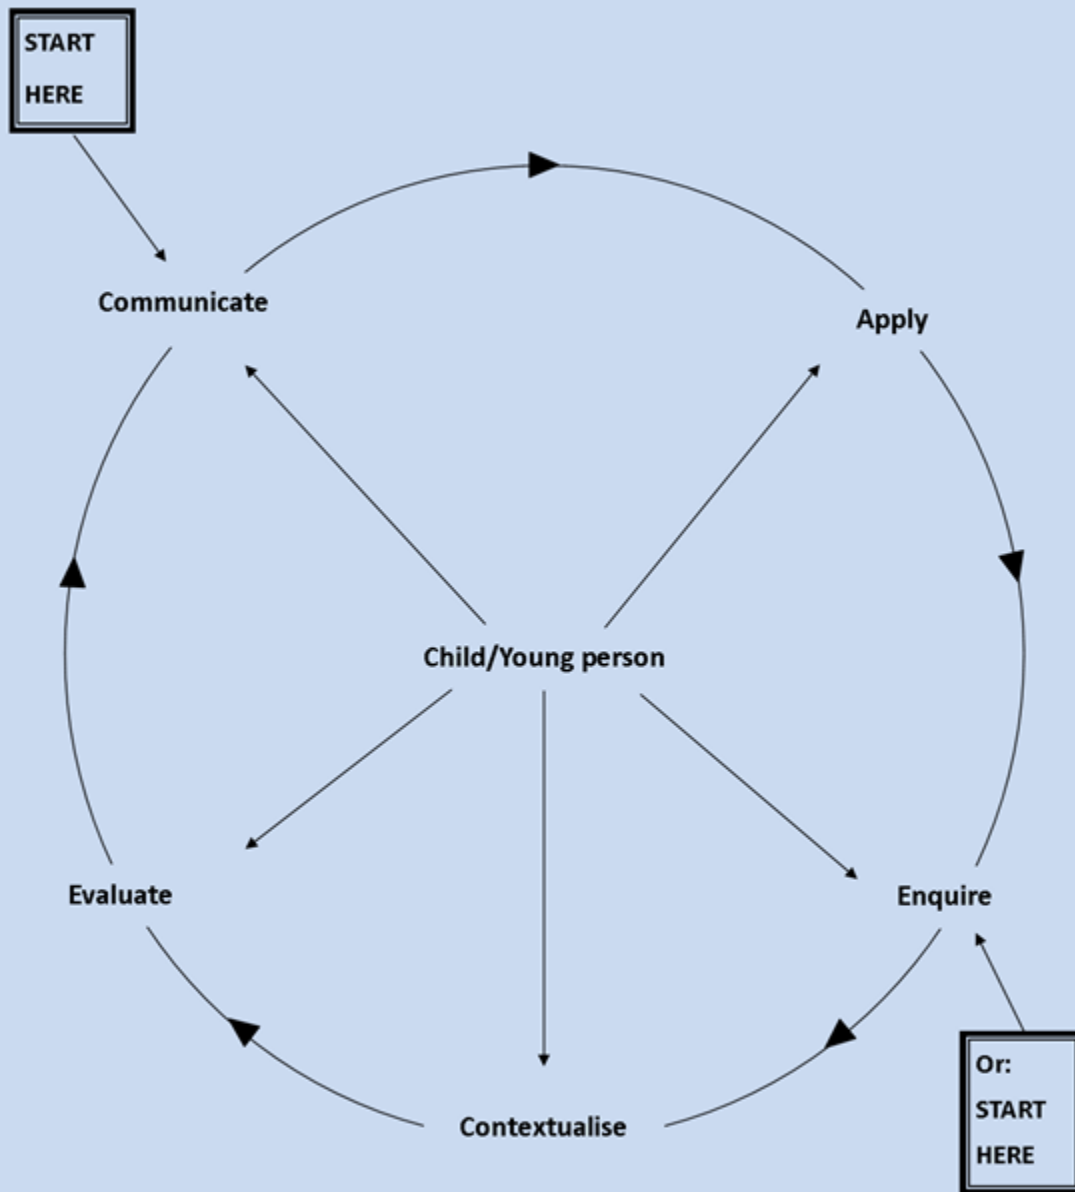 START
HERE
Communicate
Apply
Child/Young person
Evaluate
Enquire
Contextualise
Or:
START
HERE